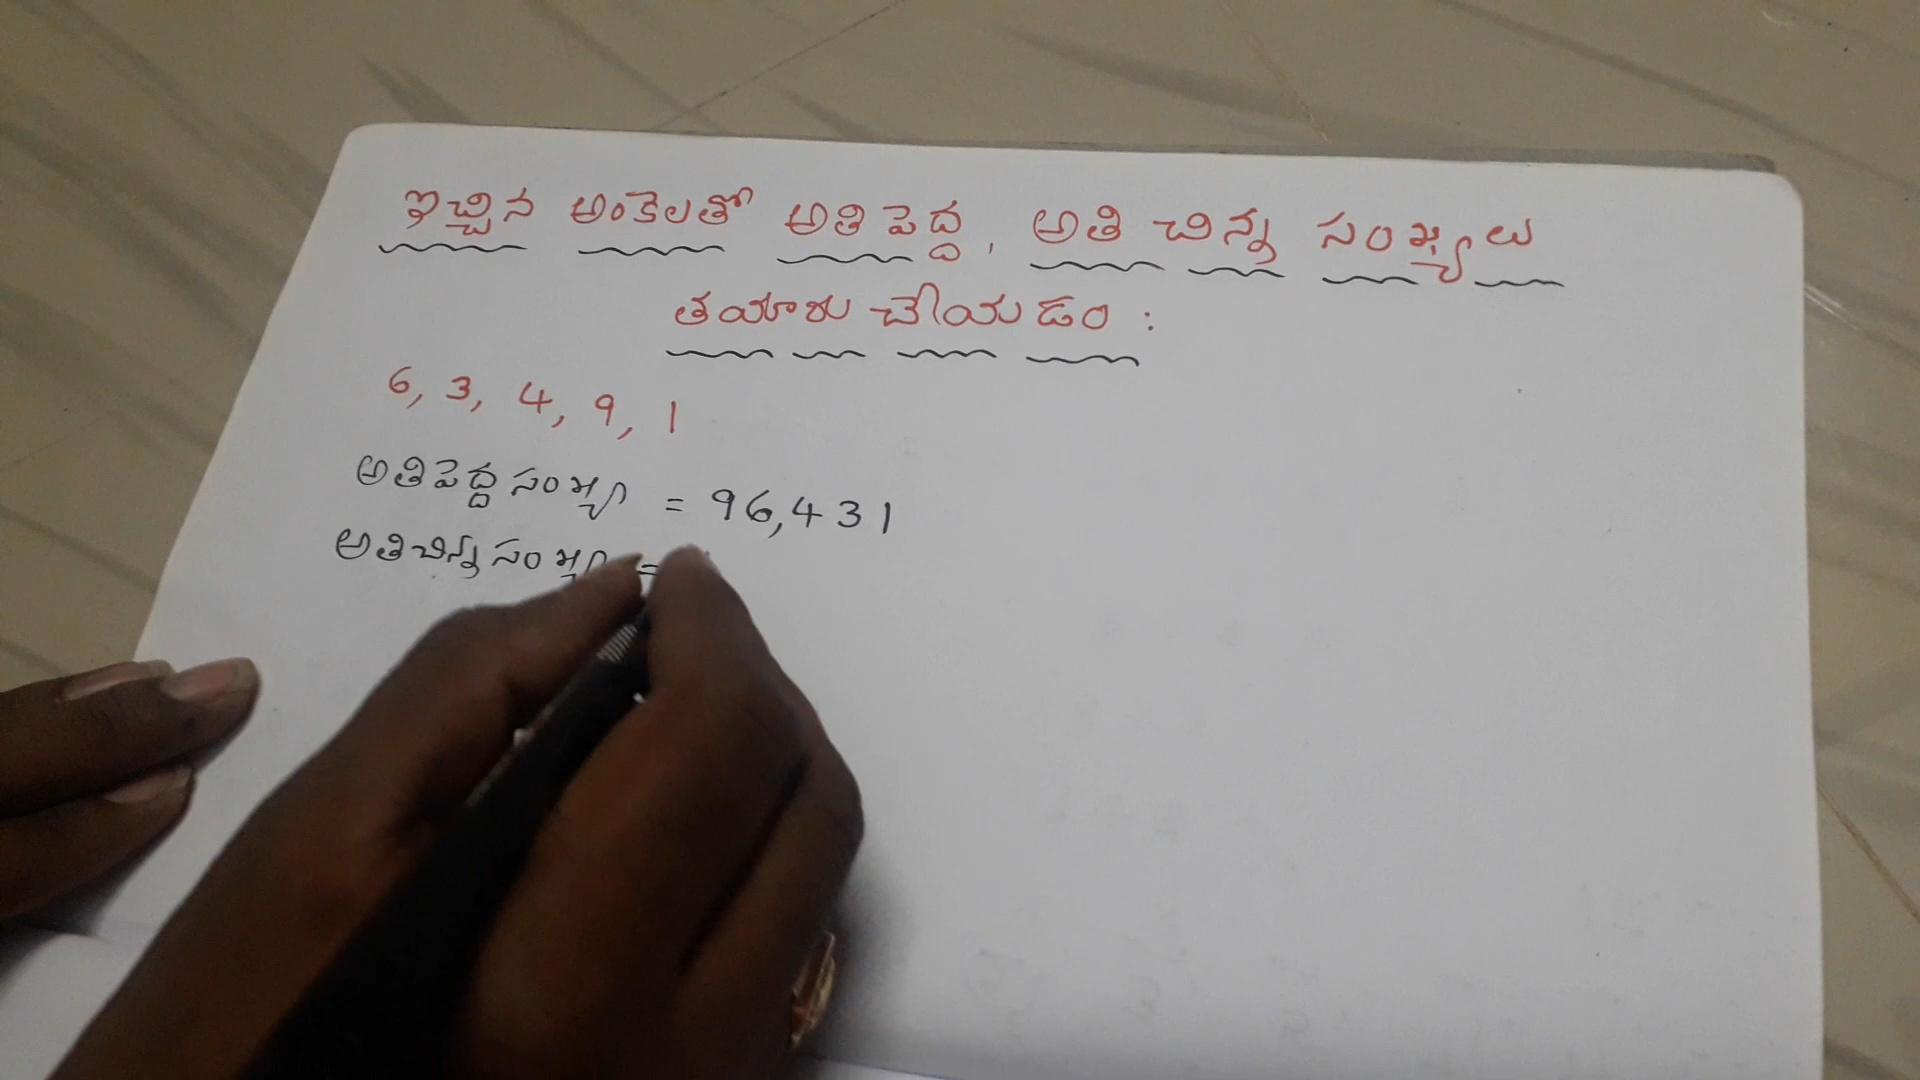 ఇచ్చిన అంకెలతో అతి పెద్ద, అతి చిన్న సంఖ్యలు
తయారు చేయడం :
6, 3, 4, 9, 1
అతి పెద్ద సంఖ్య = 96,431
అతి చిన్న సంఖ్య =